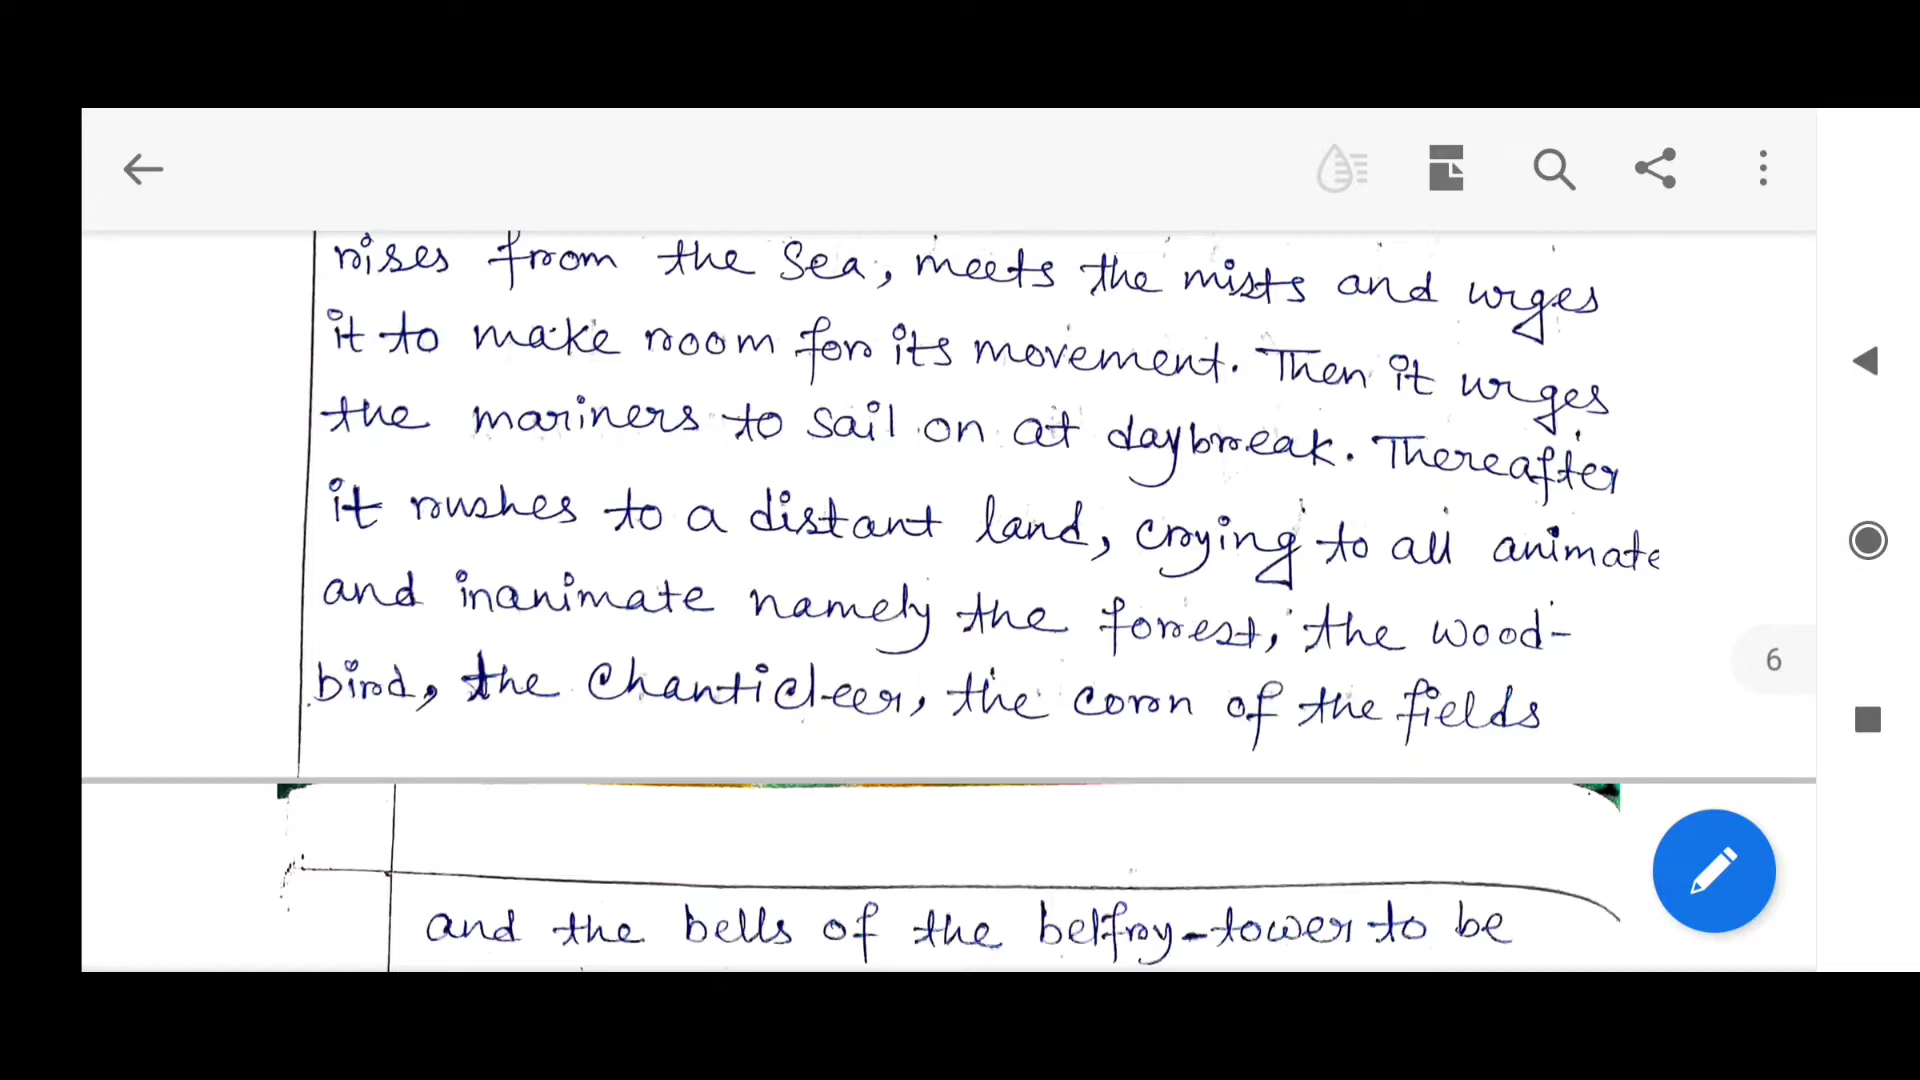 rises from the Sea, meets the mists and urges
it to make room for its movement. Then it urges
the mariners to sail on at daybreak. Thereafter
it rushes to a distant land, crying to all animate
and inanimate namely the forrest, the wood-
bird, the Chanticleer, the corn of the fields
6
and the bells of the belfry-tower to be